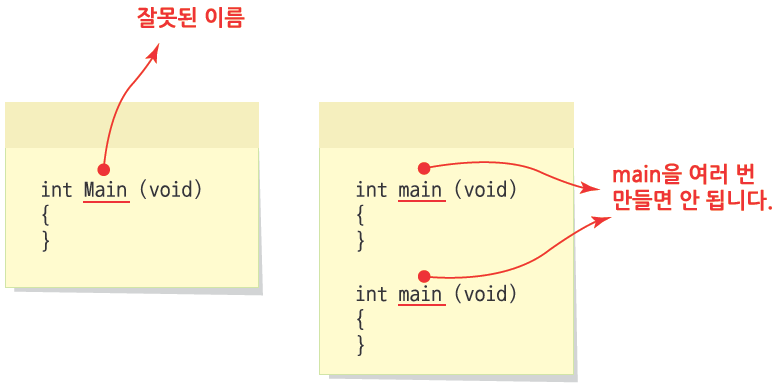 잘못된 이름
int Main (void)
{
}
int main (void)
{
}
int main (void)
{
}
main을 여러 번
만들면 안 됩니다.